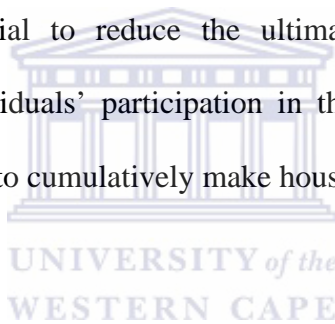 ial to reduce the ultima
iduals’ participation in th
to cumulatively make hous
UNIVERSITY of the
WESTERN CAPE